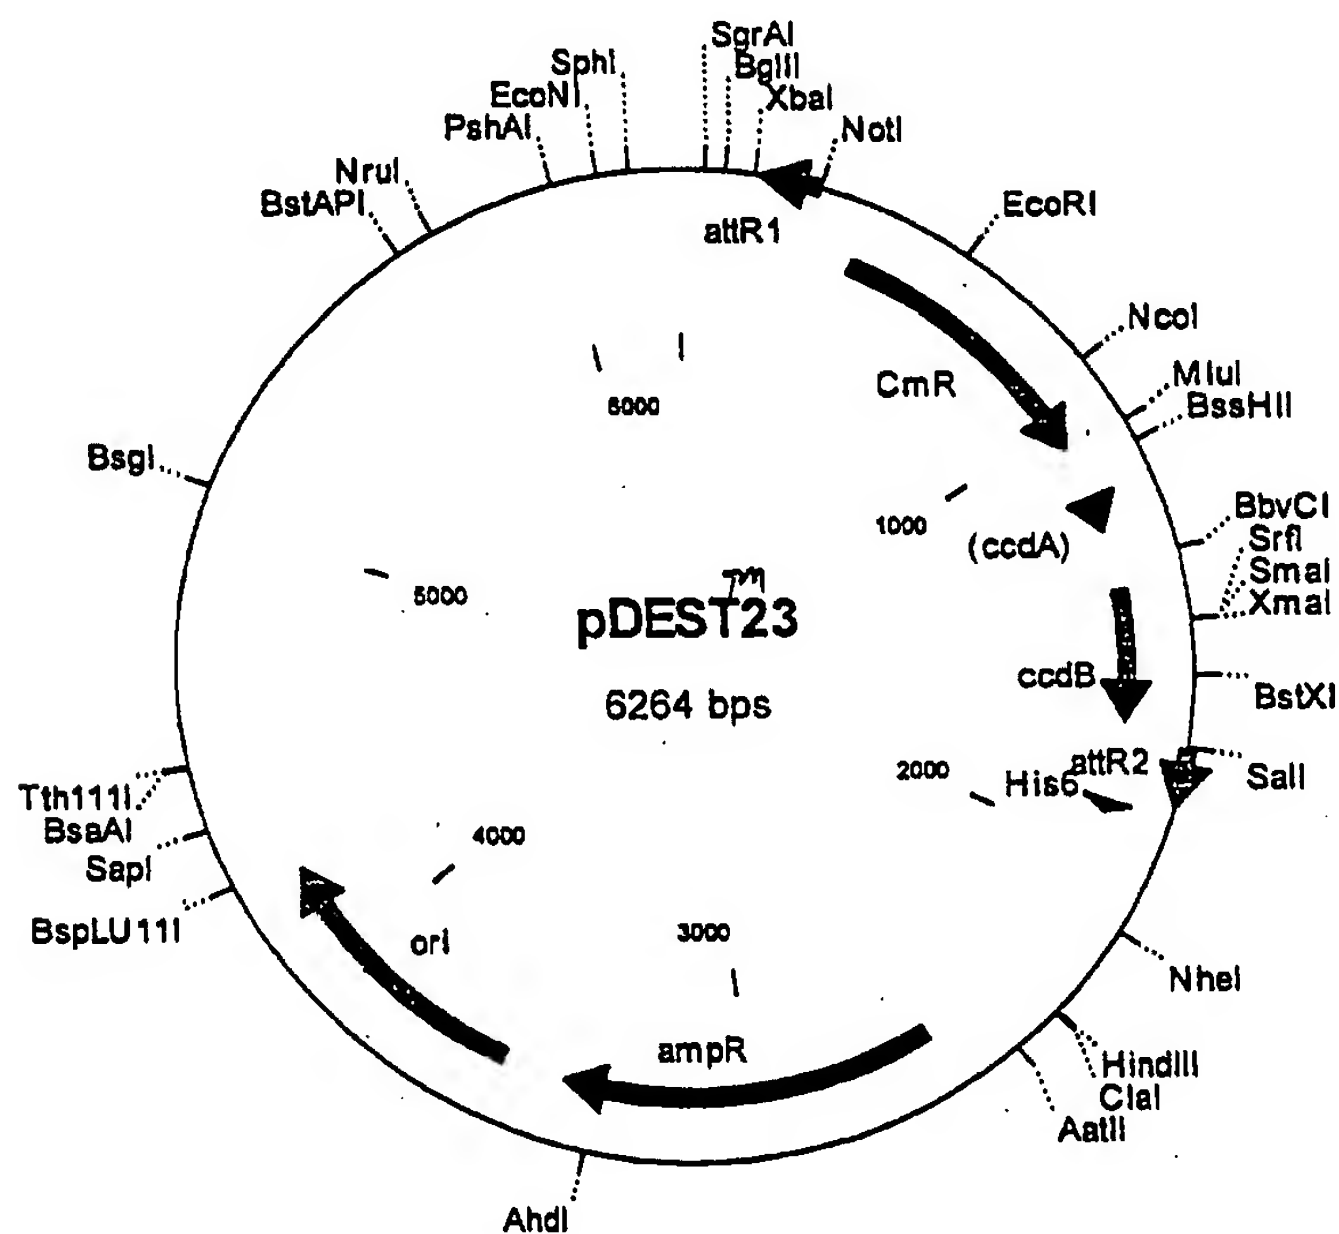 SgrAI
SphI
BglII
EcoNI
XbaI
PshAI
NotI
NruI
BstAPI
EcoRI
attR1
NcoI
MluI
CmR
BssHII
6000
BsgI
BbvCI
1000
SrfI
(ccdA)
SmaI
5000
XmaI
pDEST23
6264 bps
ccdB
BstXI
attR2
2000
His6
SalI
Tth111I
BsaAI
4000
SapI
BspLU11I
ori
3000
NheI
ampR
HindIII
ClaI
AatII
AhdI